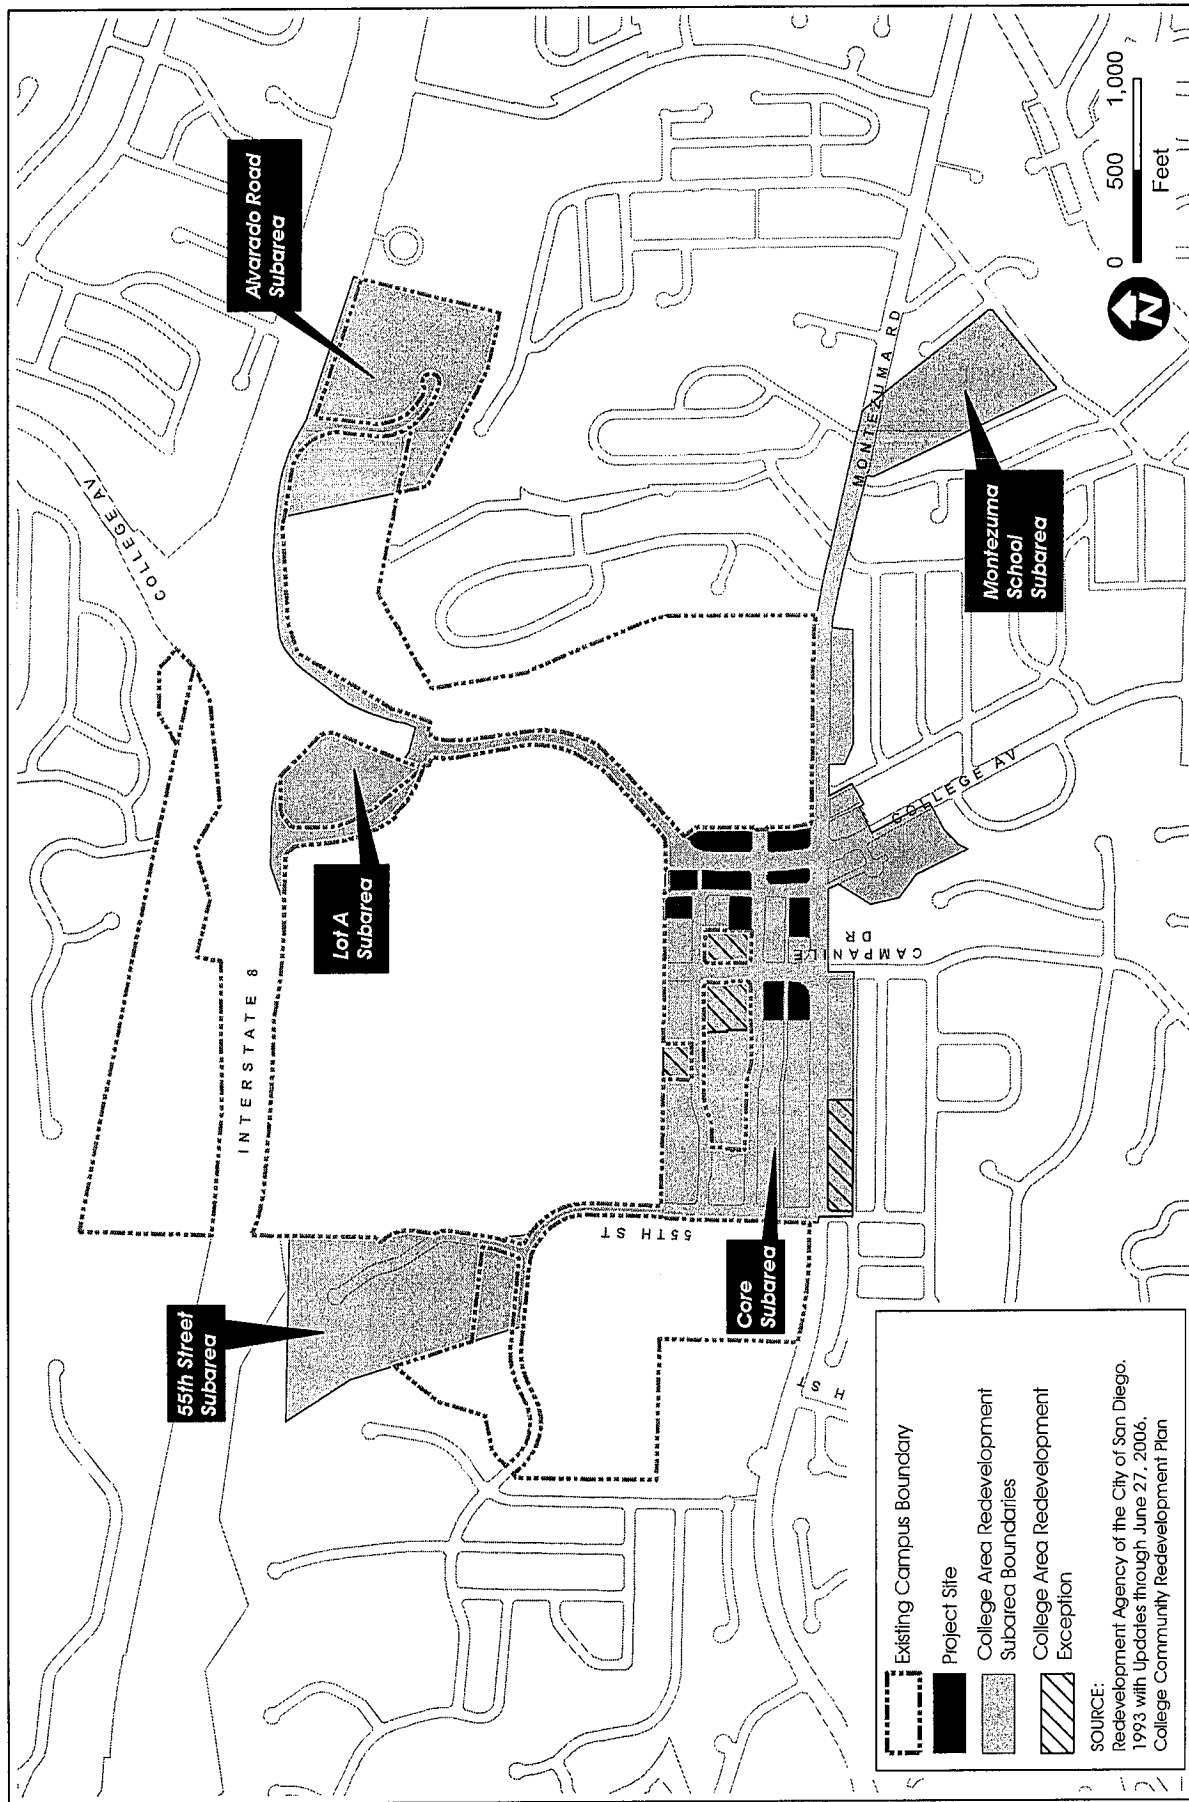 Alvarado Road
Subarea
COLLEGE AV
Lot A
Subarea
INTERSTATE 8
55th Street
Subarea
55TH ST
Core
Subarea
CAMPANILE
DR
COLLEGE AV
MONTEZUMA RD
Montezuma
School
Subarea
H ST
0 500 1,000
Feet
N
Existing Campus Boundary
Project Site
College Area Redevelopment
Subarea Boundaries
College Area Redevelopment
Exception
SOURCE:
Redevelopment Agency of the City of San Diego.
1993 with Updates through June 27, 2006.
College Community Redevelopment Plan